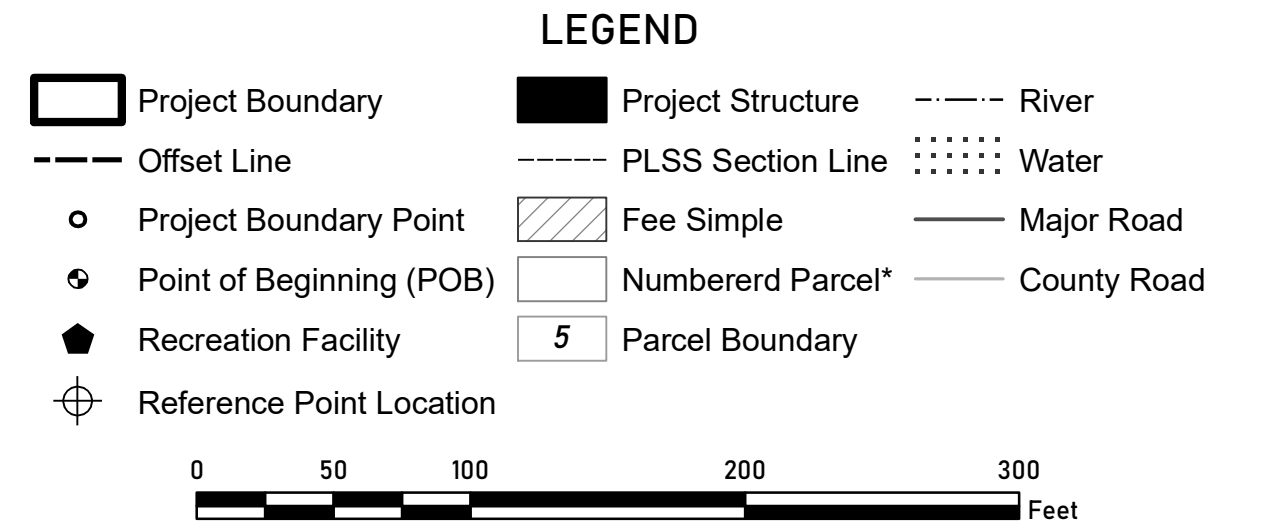 LEGEND
Project Boundary
Offset Line
Project Boundary Point
Point of Beginning (POB)
Recreation Facility
Reference Point Location
Project Structure
PLSS Section Line
Fee Simple
Numbererd Parcel*
5 Parcel Boundary
River
Water
Major Road
County Road
0 50 100 200 300
Feet